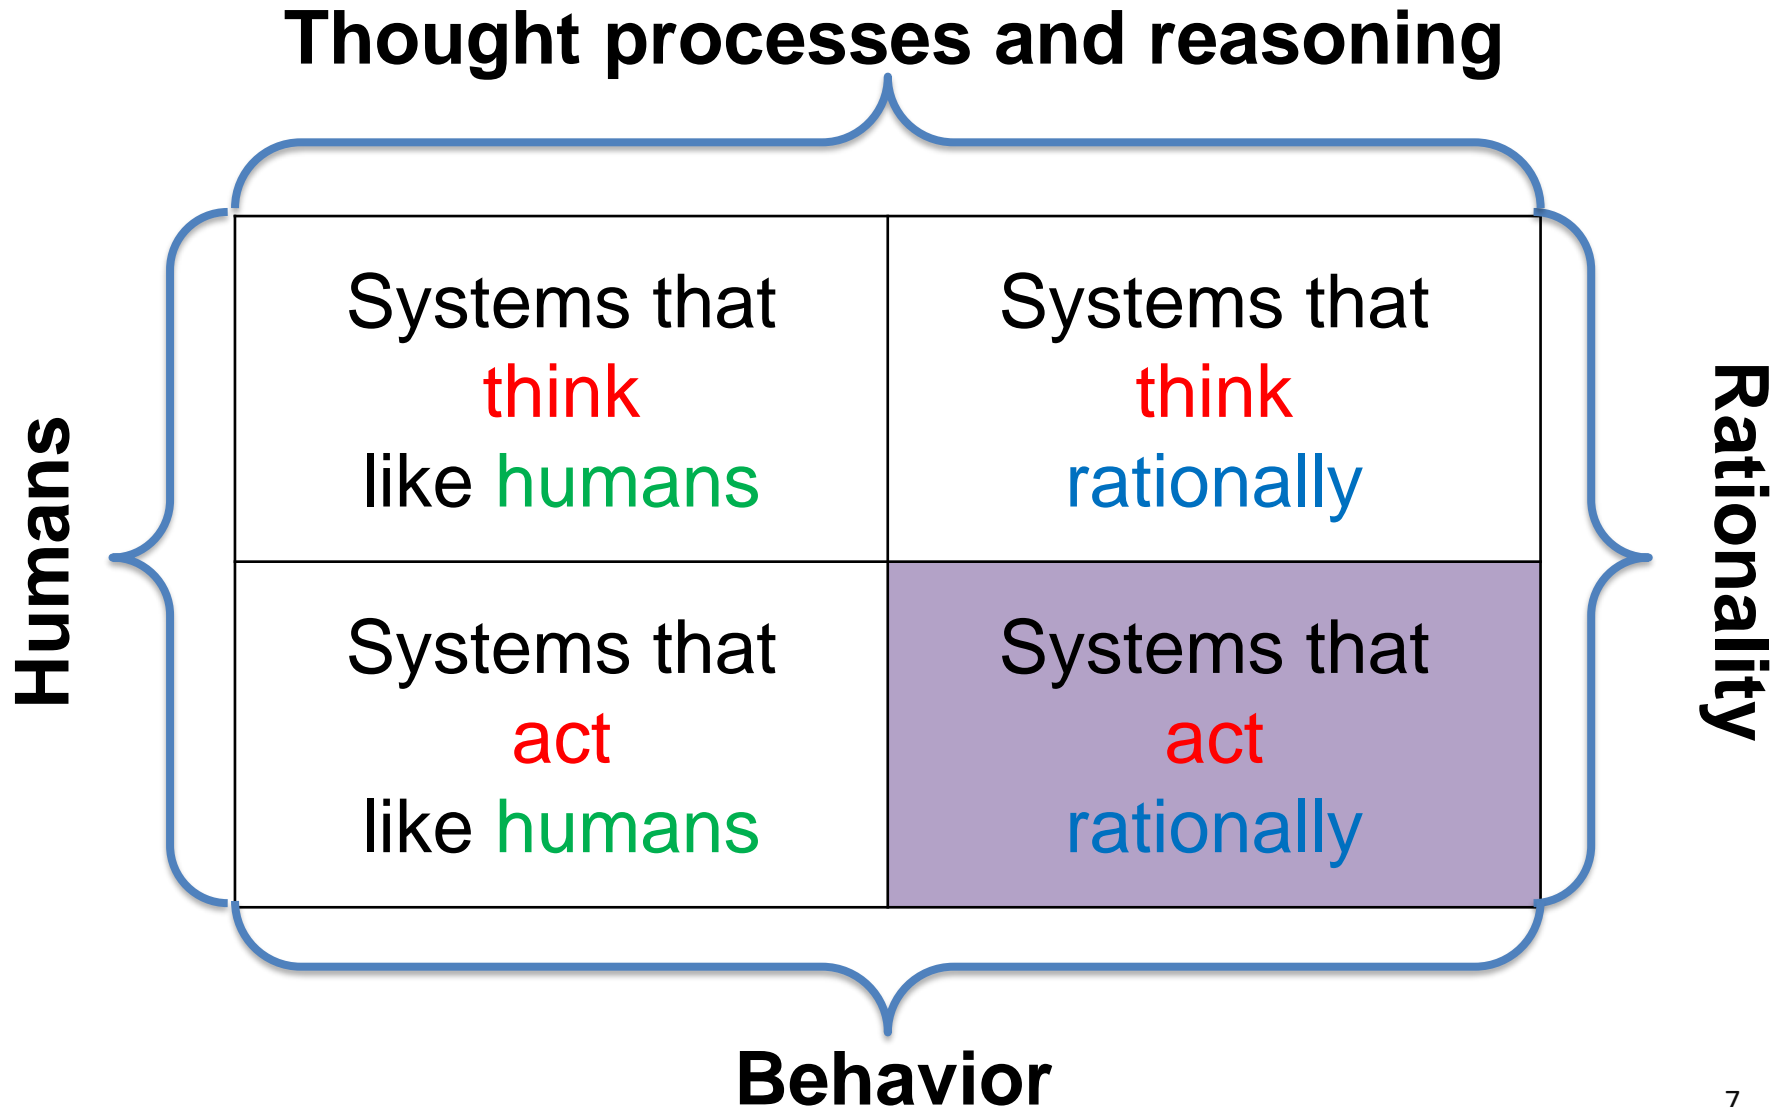 Thought processes and reasoning
Humans
Systems that
think
like humans
Systems that
think
rationally
Rationality
Systems that
act
like humans
Systems that
act
rationally
Behavior
7